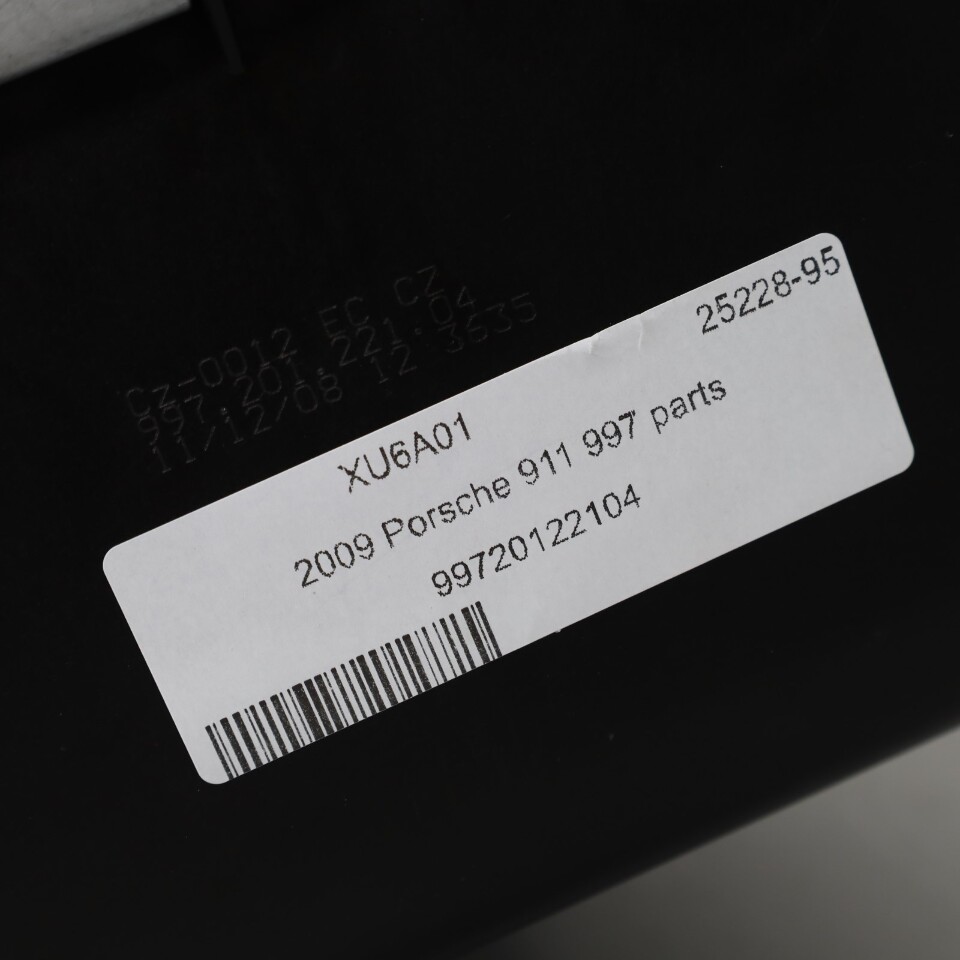 CZ-0012 EC CZ
997.201.221.04
11/12/08 12 3635
25228-95
XU6A01
2009 Porsche 911 997 parts
99720122104